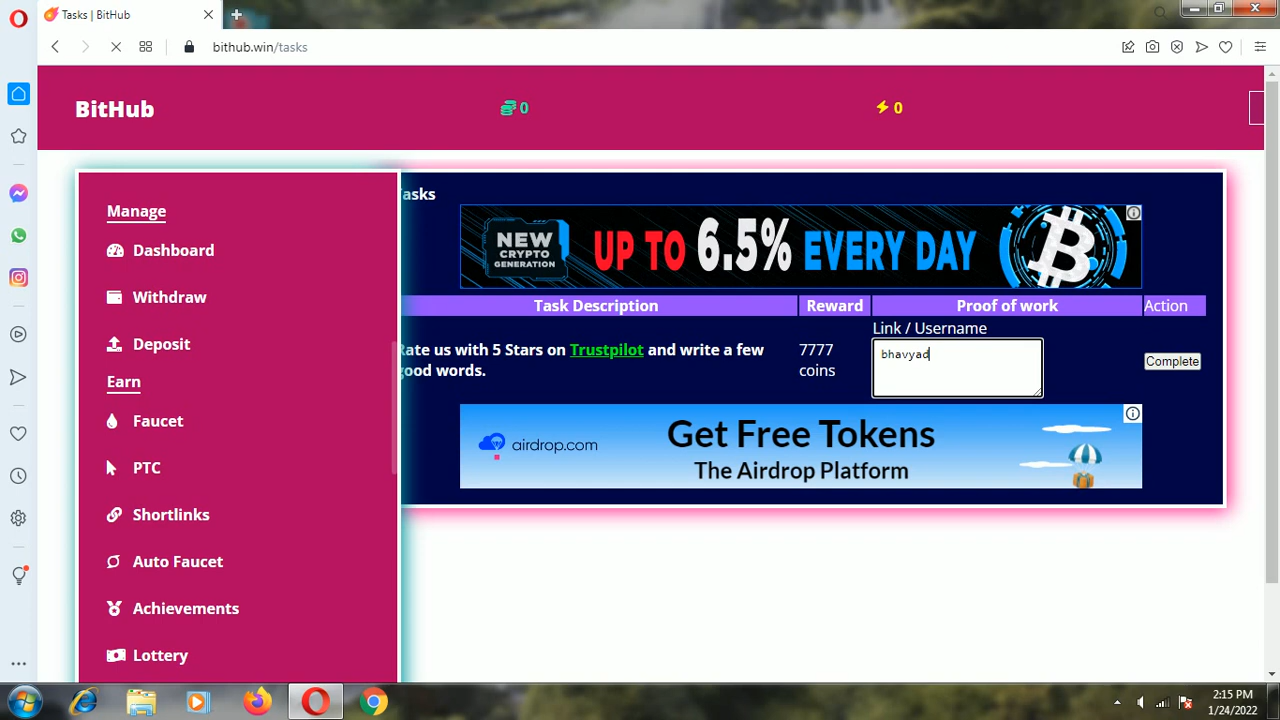 Tasks | BitHub
bithub.win/tasks
BitHub
0
0
Manage
Dashboard
Withdraw
Deposit
Earn
Faucet
PTC
Shortlinks
Auto Faucet
Achievements
Lottery
Tasks
NEW
CRYPTO
GENERATION
UP TO 6.5% EVERY DAY
Task Description Reward Proof of work Action
Rate us with 5 Stars on Trustpilot and write a few
good words.
7777
coins
Link / Username
bhavyad
Complete
airdrop.com
Get Free Tokens
The Airdrop Platform
2:15 PM
1/24/2022